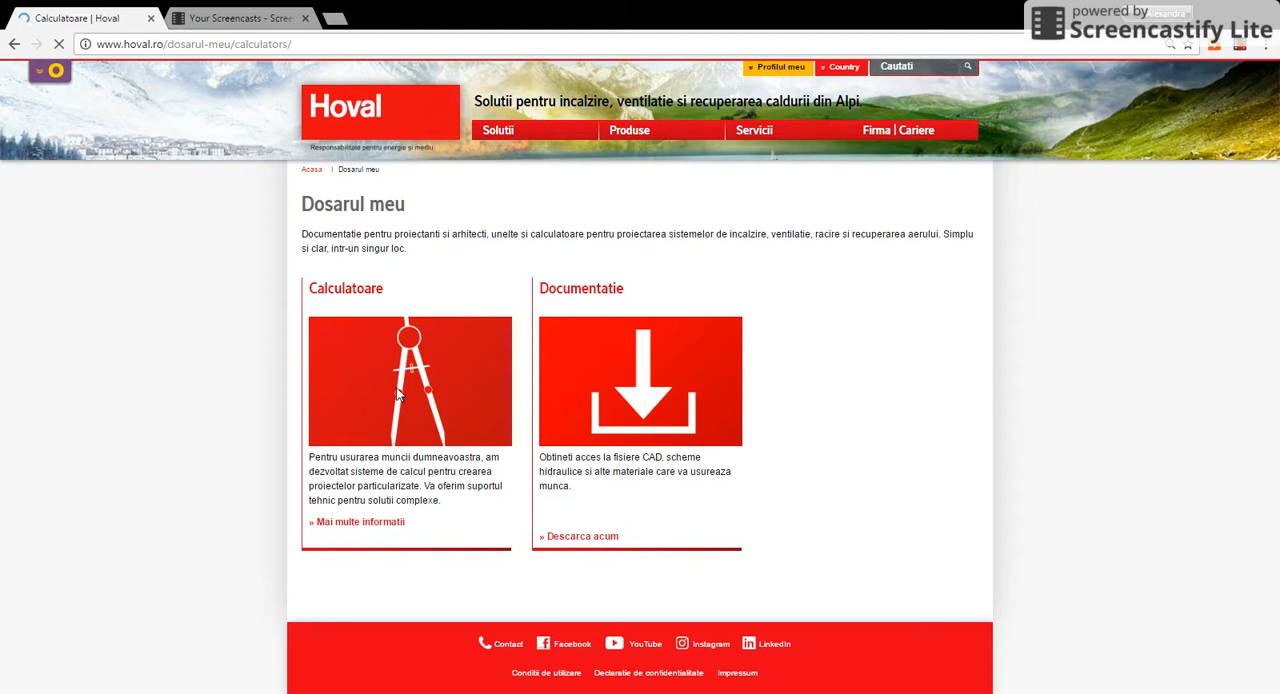 Calculatoare | Hoval
Your Screencasts - Scree
powered by
Alexandra
Screencastify Lite
www.hoval.ro/dosarul-meu/calculators/
Profilul meu
Country
Cautati
Hoval
Solutii pentru incalzire, ventilatie si recuperarea caldurii din Alpi.
Solutii
Produse
Servicii
Firma | Cariere
Responsabilitate pentru energie și mediu
Acasa | Dosarul meu
Dosarul meu
Documentatie pentru proiectanti si arhitecti, unelte si calculatoare pentru proiectarea sistemelor de incalzire, ventilatie, racire si recuperarea aerului. Simplu
si clar, intr-un singur loc.
Calculatoare
Pentru usurarea muncii dumneavoastra, am
dezvoltat sisteme de calcul pentru crearea
proiectelor particularizate. Va oferim suportul
tehnic pentru solutii complexe.
» Mai multe informatii
Documentatie
Obtineti acces la fisiere CAD, scheme
hidraulice si alte materiale care va usureaza
munca.
» Descarca acum
Contact
Facebook
YouTube
Instagram
LinkedIn
Conditii de utilizare
Declaratie de confidentialitate
Impressum